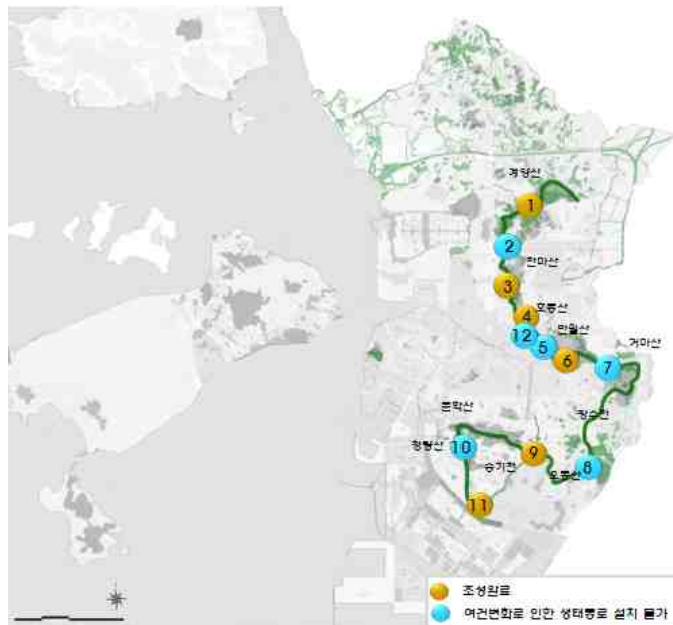 계양산
1
2
천마산
3
4
호봉산
12
5
만월산
6
7
거마산
장수천
문학산
청량산
10
승기천
9
오봉산
8
11
조성완료
여건변화로 인한 생태통로 설치 불가